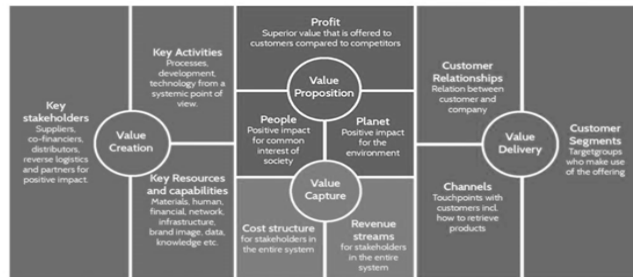 Key
stakeholders
Suppliers,
co-financiers,
distributors,
reverse logistics
and partners for
positive impact.
Value
Creation
Key Activities
Processes,
development,
technology from a
systemic point of
view.
Key Resources
and capabilities
Materials, human,
financial, network,
infrastructure,
brand image, data,
knowledge etc.
Profit
Superior value that is offered to
customers compared to competitors
Value
Proposition
People
Positive impact
for common
interest of
society
Planet
Positive impact
for the
environment
Value
Capture
Cost structure
for stakeholders in
the entire system
Revenue
streams
for stakeholders
in the entire
system
Customer
Relationships
Relation between
customer and
company
Channels
Touchpoints with
customers incl.
how to retrieve
products
Value
Delivery
Customer
Segments
Targetgroups
who make use of
the offering